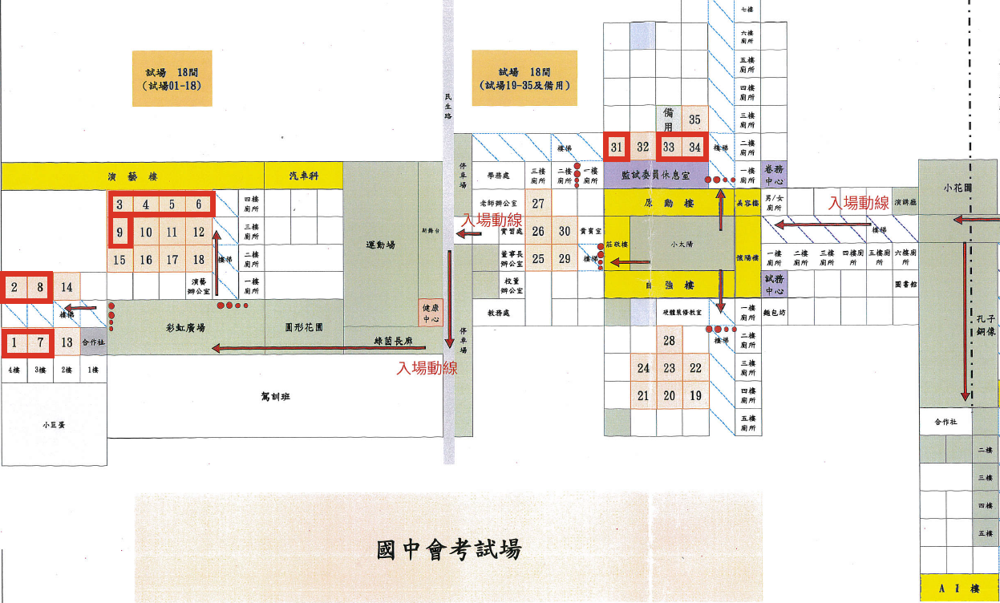 七樓
六樓
廁所
五樓
廁所
四樓
廁所
三樓
廁所
二樓
廁所
一樓
廁所
卷務
中心
試場 18間
(試場01-18)
試場 18間
(試場19-35及備用)
民生路
備用
35
31
32
33
34
樓梯
監試委員休息室
停車場
樓梯
學務處
三樓
廁所
二樓
廁所
一樓
廁所
演藝樓
汽車科
3
4
5
6
四樓
廁所
9
10
11
12
三樓
廁所
15
16
17
18
樓梯
二樓
廁所
演藝
辦公室
一樓
廁所
運動場
健康
中心
老師辦公室
27
入場動線
實習處
26
30
貴賓室
董事長
辦公室
25
29
樓梯
校董
辦公室
教務處
原動樓
美容樓
男/女
廁所
入場動線
演講廳
小花園
莊敬樓
小太陽
懷陽樓
樓梯
一樓
廁所
二樓
廁所
三樓
廁所
四樓廁
所
五樓廁
所
六樓廁
所
自強樓
試務
中心
圖書館
硬體裝修教室
一樓
廁所
麵包坊
孔子
銅像
2
8
14
樓梯
1
7
13
合作社
4樓
3樓
2樓
1樓
小巨蛋
彩虹廣場
圓形花園
綠茵長廊
入場動線
駕訓班
停車場
28
樓梯
二樓
廁所
24
23
22
三樓
廁所
21
20
19
四樓
廁所
五樓
廁所
合作社
二樓
三樓
四樓
五樓
A1樓
國中會考試場